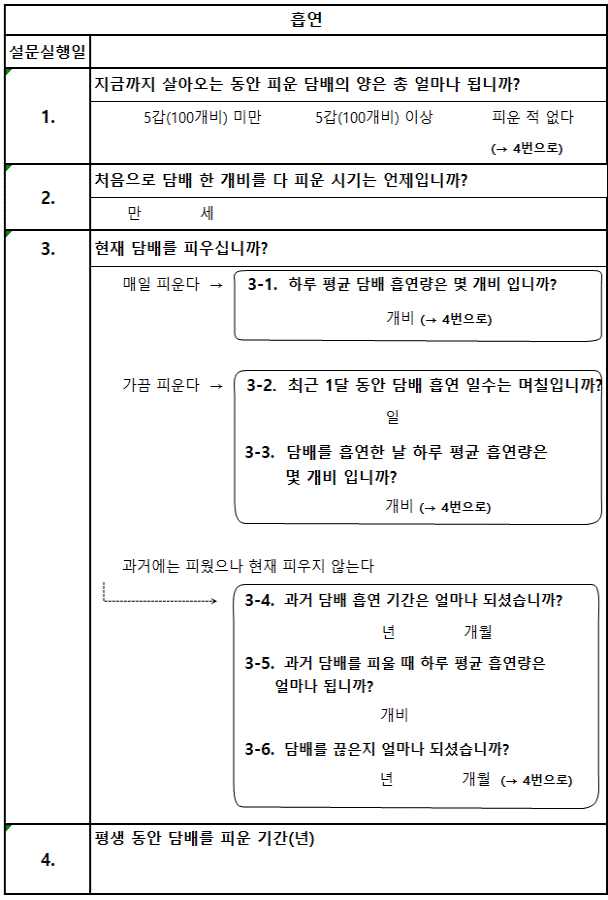 흡연
설문실행일
1.
지금까지 살아오는 동안 피운 담배의 양은 총 얼마나 됩니까?
5갑(100개비) 미만 5갑(100개비) 이상 피운 적 없다
(→ 4번으로)
2.
처음으로 담배 한 개비를 다 피운 시기는 언제입니까?
만 세
3.
현재 담배를 피우십니까?
매일 피운다 → 3-1. 하루 평균 담배 흡연량은 몇 개비 입니까?
개비 (→ 4번으로)
가끔 피운다 → 3-2. 최근 1달 동안 담배 흡연 일수는 며칠입니까?
일
3-3. 담배를 흡연한 날 하루 평균 흡연량은
몇 개비 입니까?
개비 (→ 4번으로)
과거에는 피웠으나 현재 피우지 않는다
3-4. 과거 담배 흡연 기간은 얼마나 되셨습니까?
년 개월
3-5. 과거 담배를 피울 때 하루 평균 흡연량은
얼마나 됩니까?
개비
3-6. 담배를 끊은지 얼마나 되셨습니까?
년 개월 (→ 4번으로)
4.
평생 동안 담배를 피운 기간(년)